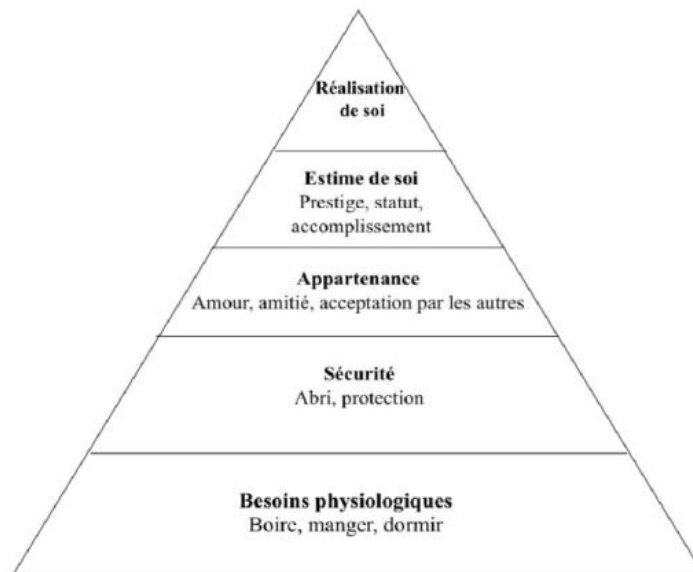 Réalisation
de soi
Estime de soi
Prestige, statut,
accomplissement
Appartenance
Amour, amitié, acceptation par les autres
Sécurité
Abri, protection
Besoins physiologiques
Boire, manger, dormir